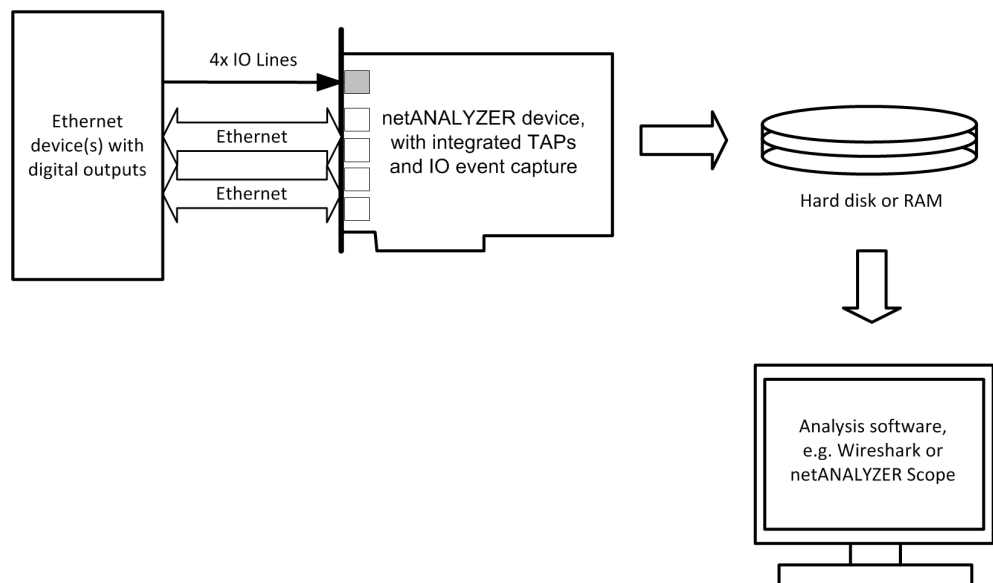 4x IO Lines
Ethernet
device(s) with
digital outputs
Ethernet
Ethernet
netANALYZER device,
with integrated TAPs
and IO event capture
Hard disk or RAM
Analysis software,
e.g. Wireshark or
netANALYZER Scope